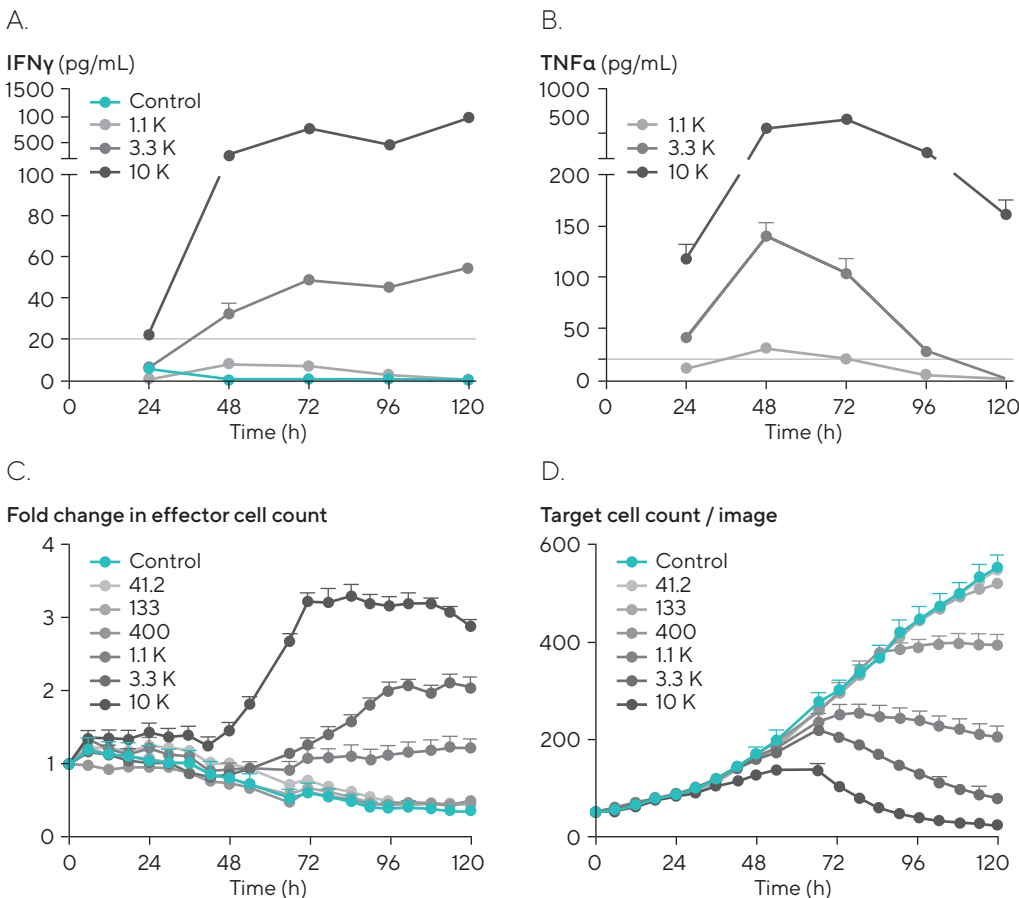 A.
IFNγ (pg/mL)
1500
100
500
100
80
60
40
20
0
Control
1.1 K
3.3 K
10 K
0 24 48 72 96 120
Time (h)
B.
TNFα (pg/mL)
1000
500
200
150
100
50
0
1.1 K
3.3 K
10 K
0 24 48 72 96 120
Time (h)
C.
Fold change in effector cell count
4
3
2
1
0
Control
41.2
133
400
1.1 K
3.3 K
10 K
0 24 48 72 96 120
Time (h)
D.
Target cell count / image
600
400
200
0
Control
41.2
133
400
1.1 K
3.3 K
10 K
0 24 48 72 96 120
Time (h)